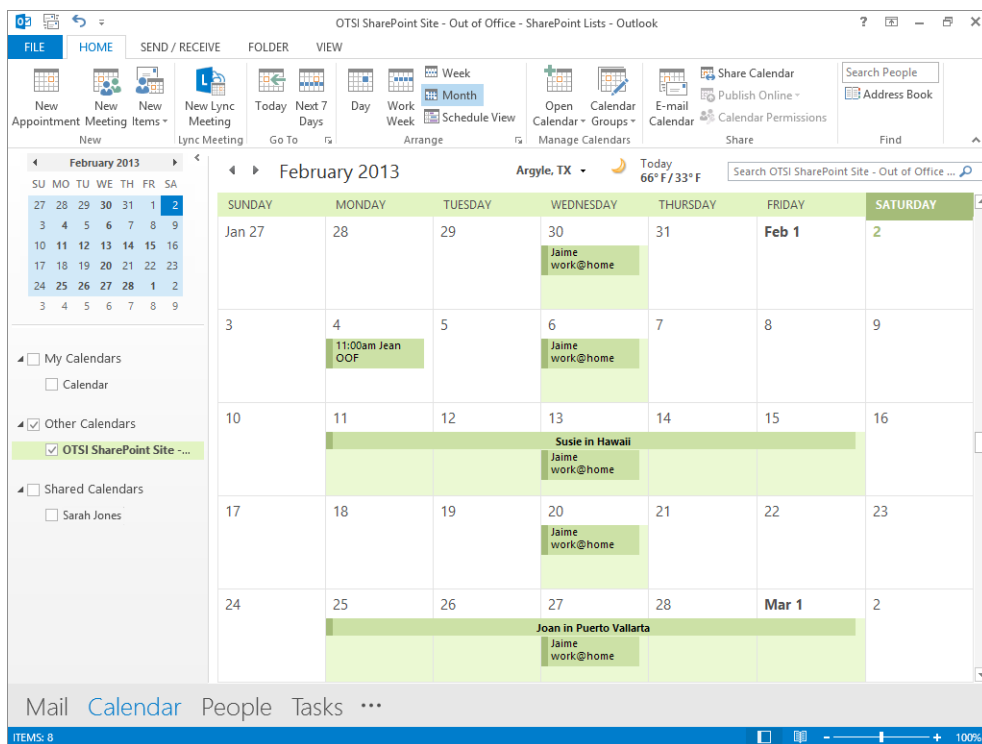 OTSI SharePoint Site - Out of Office - SharePoint Lists - Outlook
FILE HOME SEND / RECEIVE FOLDER VIEW
New Appointment
New Meeting
New Items
New
New Lync Meeting
Lync Meeting
Today
Next 7 Days
Go To
Day
Work Week
Week
Month
Schedule View
Arrange
Open Calendar
Calendar Groups
Manage Calendars
E-mail Calendar
Share Calendar
Publish Online
Calendar Permissions
Share
Search People
Address Book
Find
February 2013
SU MO TU WE TH FR SA
27 28 29 30 31 1 2
3 4 5 6 7 8 9
10 11 12 13 14 15 16
17 18 19 20 21 22 23
24 25 26 27 28 1 2
3 4 5 6 7 8 9
My Calendars
Calendar
Other Calendars
OTSI SharePoint Site -...
Shared Calendars
Sarah Jones
February 2013
Argyle, TX
Today
66° F / 33° F
Search OTSI SharePoint Site - Out of Office ...
SUNDAY MONDAY TUESDAY WEDNESDAY THURSDAY FRIDAY SATURDAY
Jan 27 28 29 30 31 Feb 1 2
Jaime
work@home
3 4 5 6 7 8 9
11:00am Jean
OOF
Jaime
work@home
10 11 12 13 14 15 16
Susie in Hawaii
Jaime
work@home
17 18 19 20 21 22 23
Jaime
work@home
24 25 26 27 28 Mar 1 2
Joan in Puerto Vallarta
Jaime
work@home
Mail Calendar People Tasks ...
ITEMS: 8
100%